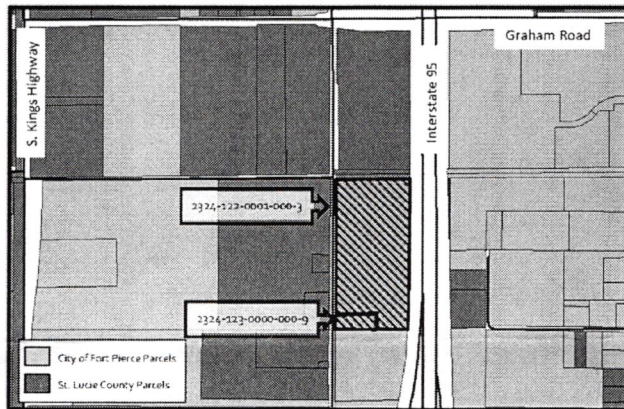 Graham Road
S. Kings Highway
Interstate 95
2324-122-0001-000-3
2324-123-0000-000-9
City of Fort Pierce Parcels
St. Lucie County Parcels